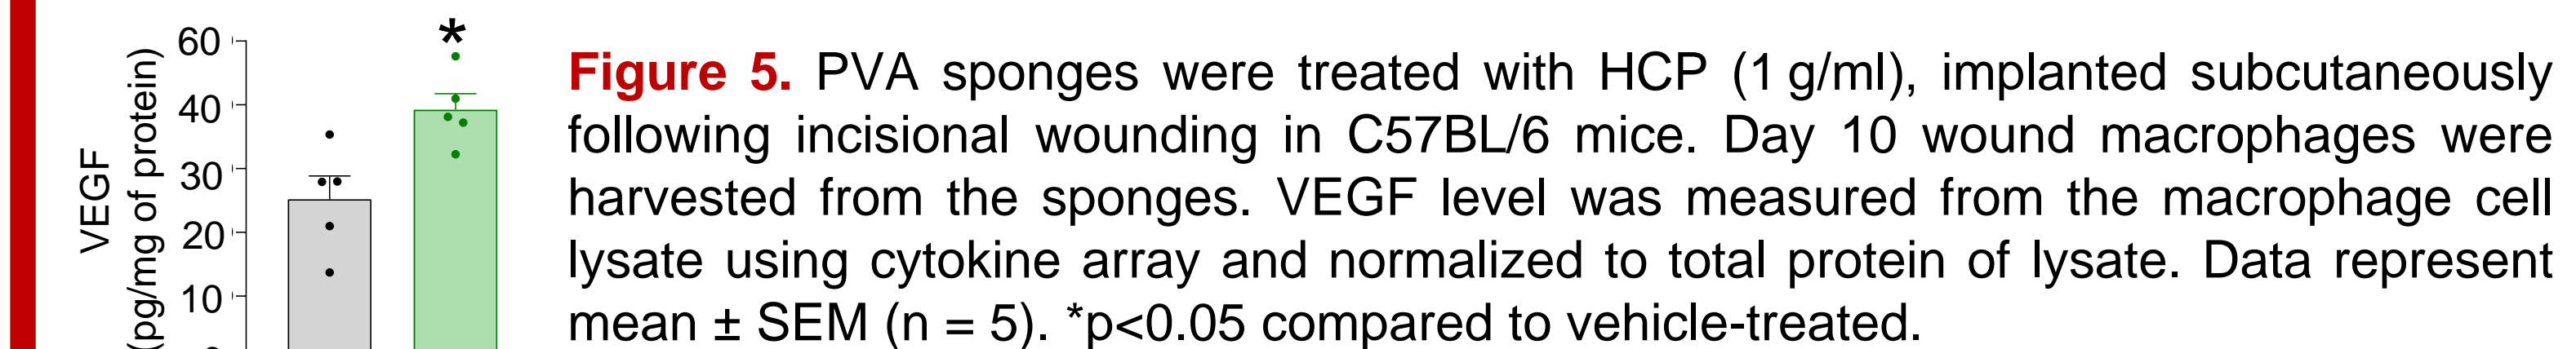 *
60
40
30
20
10
VEGF
(pg/mg of protein)
Figure 5. PVA sponges were treated with HCP (1 g/ml), implanted subcutaneously
following incisional wounding in C57BL/6 mice. Day 10 wound macrophages were
harvested from the sponges. VEGF level was measured from the macrophage cell
lysate using cytokine array and normalized to total protein of lysate. Data represent
mean ± SEM (n = 5). *p<0.05 compared to vehicle-treated.